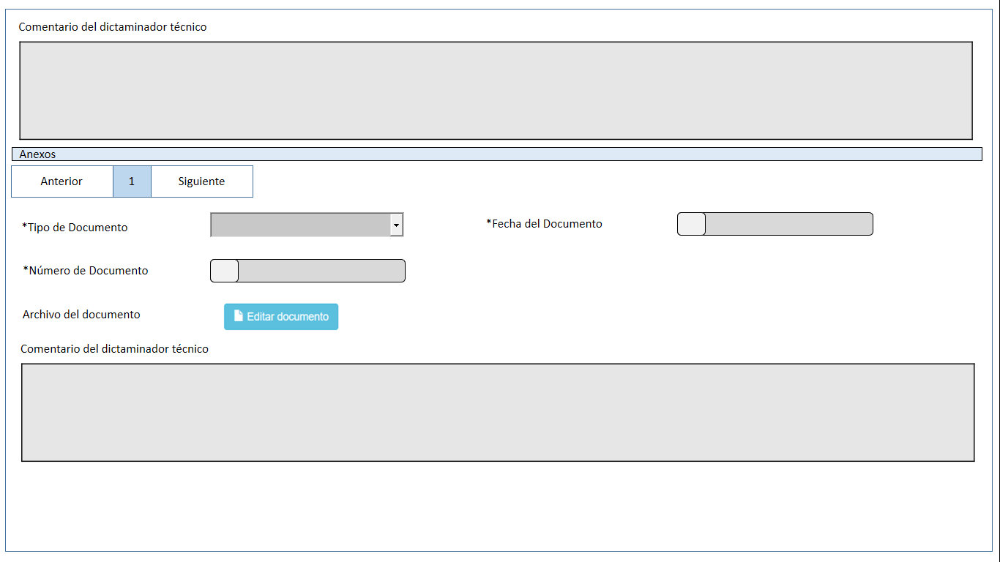 Comentario del dictaminador técnico
Anexos
Anterior 1 Siguiente
*Tipo de Documento
*Fecha del Documento
*Número de Documento
Archivo del documento
Editar documento
Comentario del dictaminador técnico